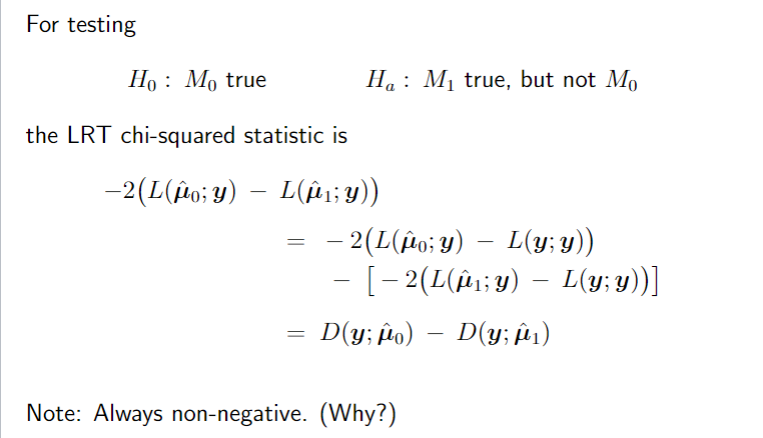 For testing
H₀ : M₀ true Hₐ : M₁ true, but not M₀
the LRT chi-squared statistic is
−2(L(μ̂₀; y) − L(μ̂₁; y))
= − 2(L(μ̂₀; y) − L(y; y))
− [ − 2(L(μ̂₁; y) − L(y; y))]
= D(y; μ̂₀) − D(y; μ̂₁)
Note: Always non-negative. (Why?)